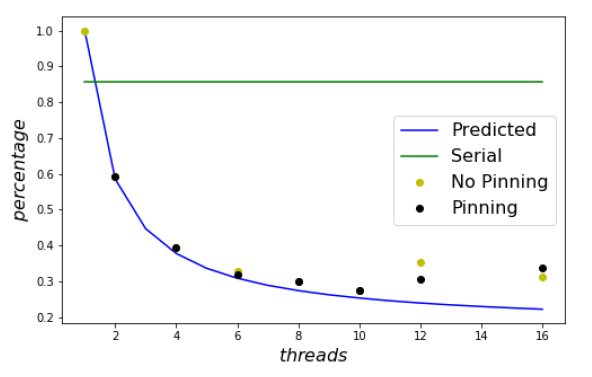 1.0
0.9
0.8
0.7
0.6
0.5
0.4
0.3
0.2
percentage
Predicted
Serial
No Pinning
Pinning
2 4 6 8 10 12 14 16
threads